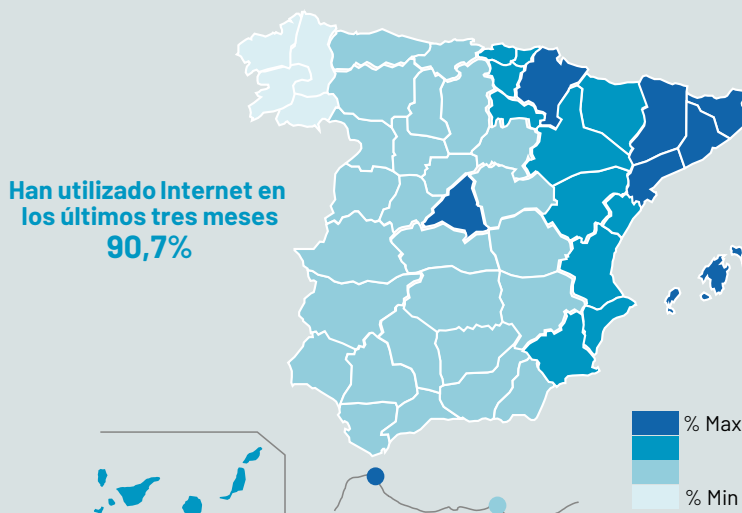 Han utilizado Internet en
los últimos tres meses
90,7%
% Max
% Min